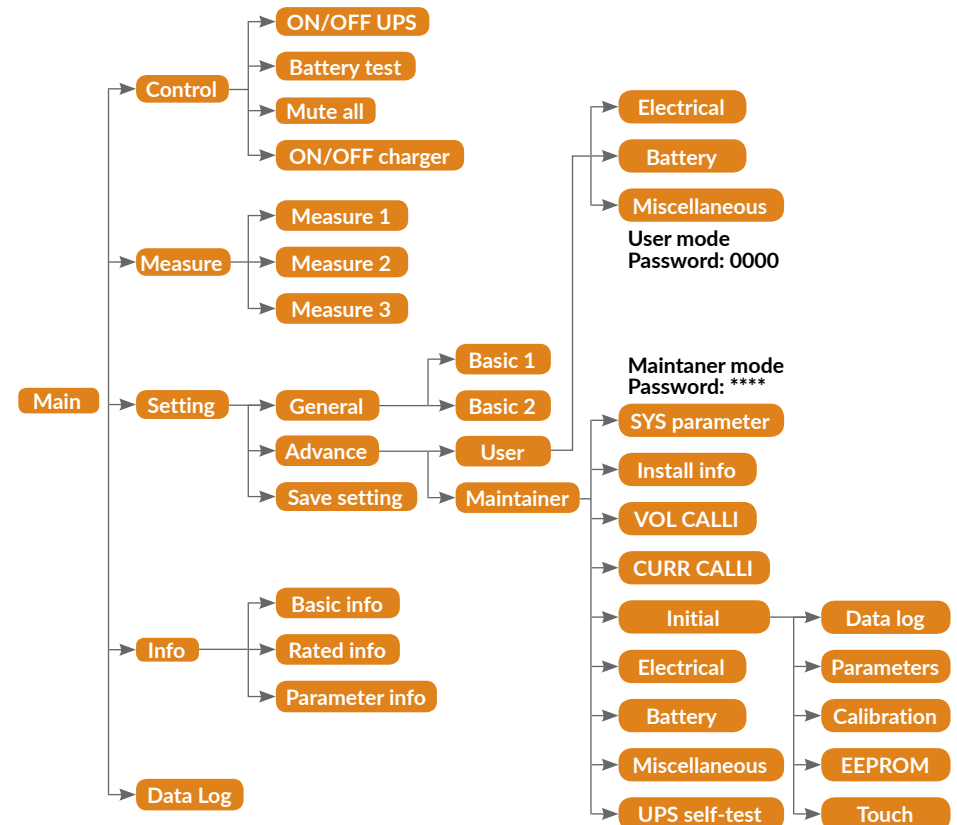 Main
Control
ON/OFF UPS
Battery test
Mute all
ON/OFF charger
Measure
Measure 1
Measure 2
Measure 3
Setting
General
Basic 1
Basic 2
Advance
User
Electrical
Battery
Miscellaneous
User mode
Password: 0000
Maintainer
Maintaner mode
Password: ****
SYS parameter
Install info
VOL CALLI
CURR CALLI
Initial
Data log
Parameters
Calibration
EEPROM
Touch
Electrical
Battery
Miscellaneous
UPS self-test
Save setting
Info
Basic info
Rated info
Parameter info
Data Log